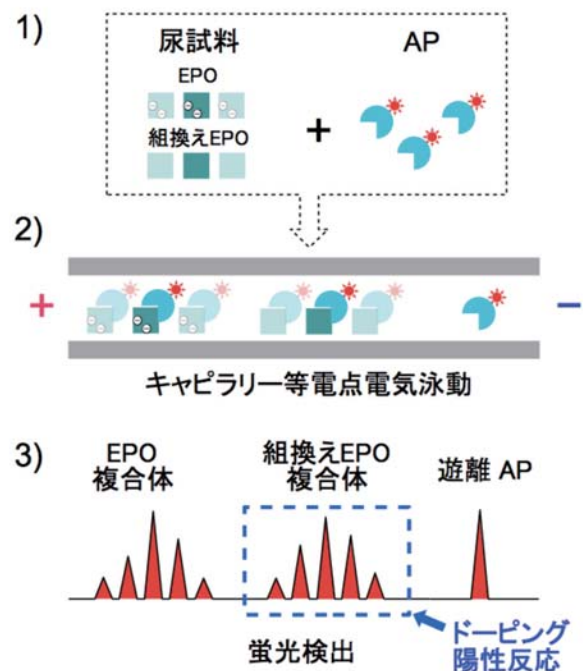 1)
尿試料
AP
EPO
組換えEPO
+
2)
+
−
キャピラリー等電点電気泳動
3)
EPO
複合体
組換えEPO
複合体
遊離 AP
蛍光検出
ドーピング
陽性反応